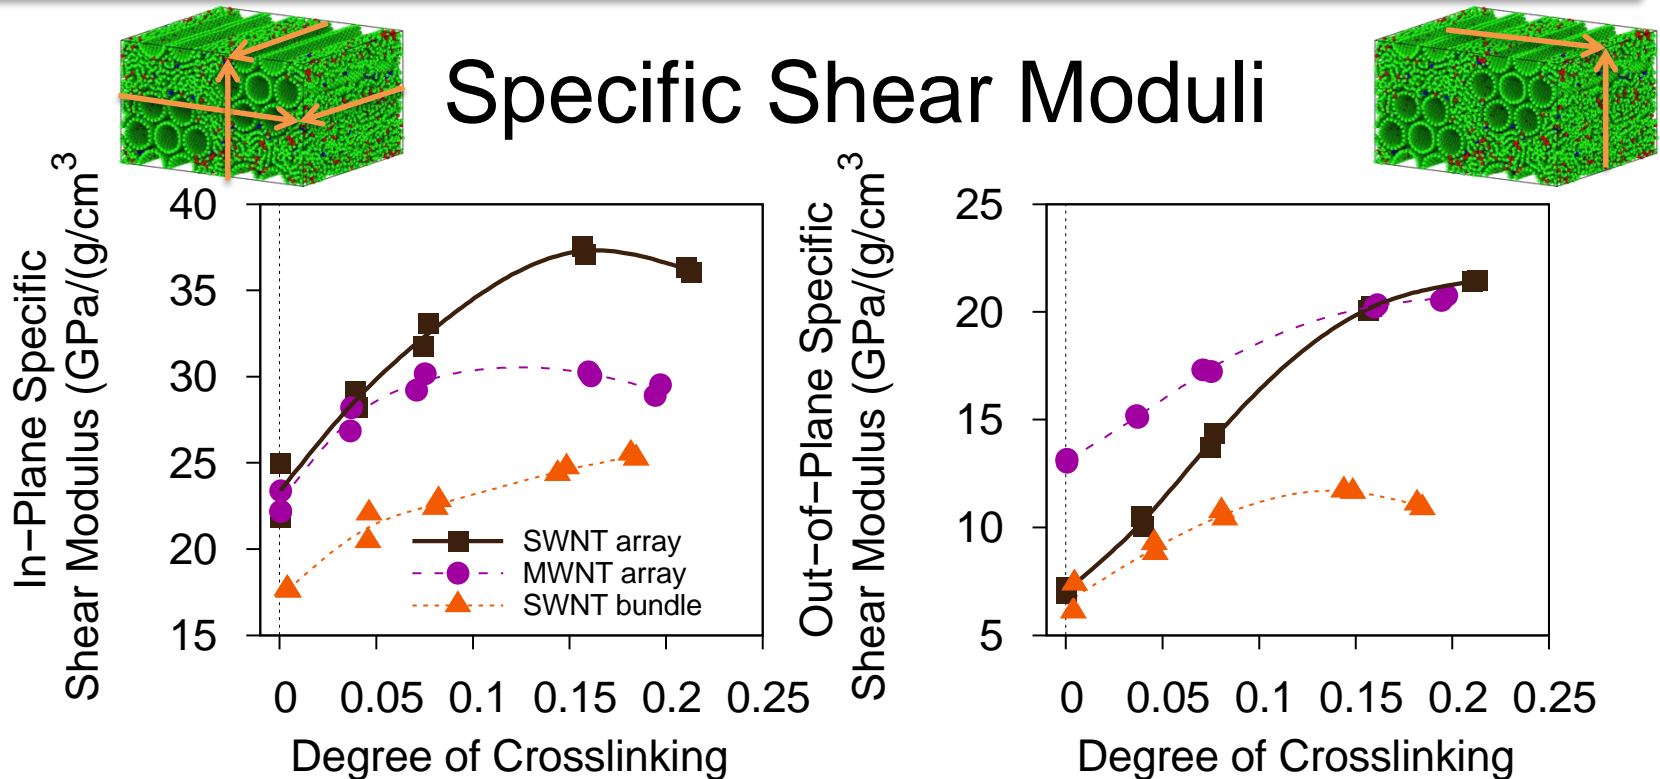 Specific Shear Moduli
In−Plane Specific
Shear Modulus (GPa/(g/cm³
40
35
30
25
20
15
SWNT array
MWNT array
SWNT bundle
0 0.05 0.1 0.15 0.2 0.25
Degree of Crosslinking
Out−of−Plane Specific
Shear Modulus (GPa/(g/cm³
25
20
15
10
5
0 0.05 0.1 0.15 0.2 0.25
Degree of Crosslinking